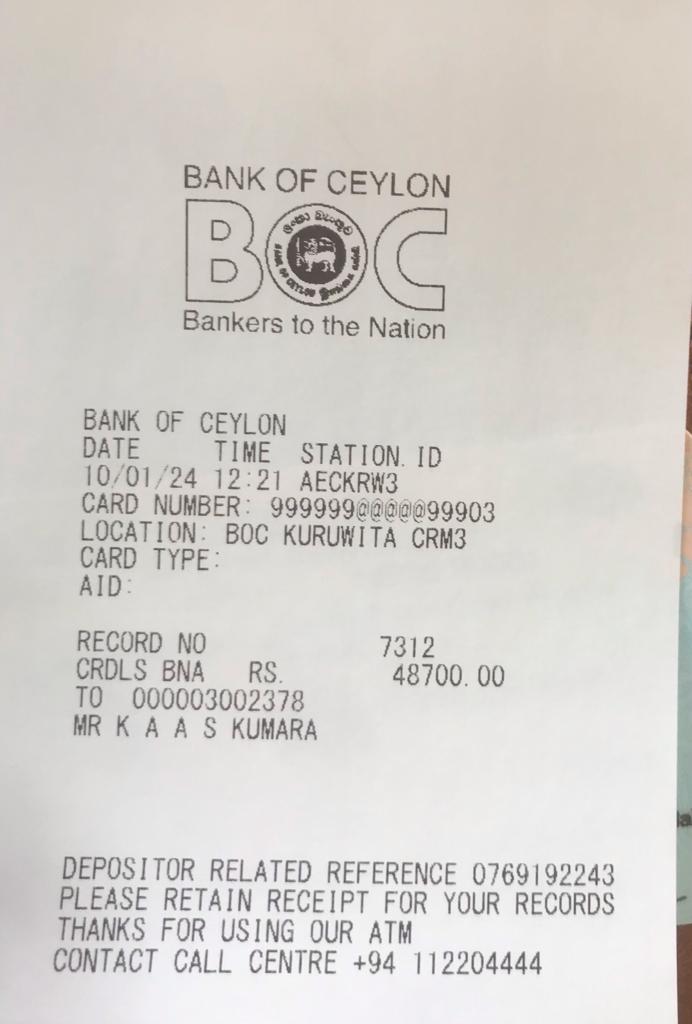 BANK OF CEYLON
BOC
Bankers to the Nation
BANK OF CEYLON
DATE TIME STATION. ID
10/01/24 12:21 AECKRW3
CARD NUMBER: 999999@@@@@99903
LOCATION: BOC KURUWITA CRM3
CARD TYPE:
AID:
RECORD NO 7312
CRDLS BNA RS. 48700.00
TO 000003002378
MR K A A S KUMARA
DEPOSITOR RELATED REFERENCE 0769192243
PLEASE RETAIN RECEIPT FOR YOUR RECORDS
THANKS FOR USING OUR ATM
CONTACT CALL CENTRE +94 112204444